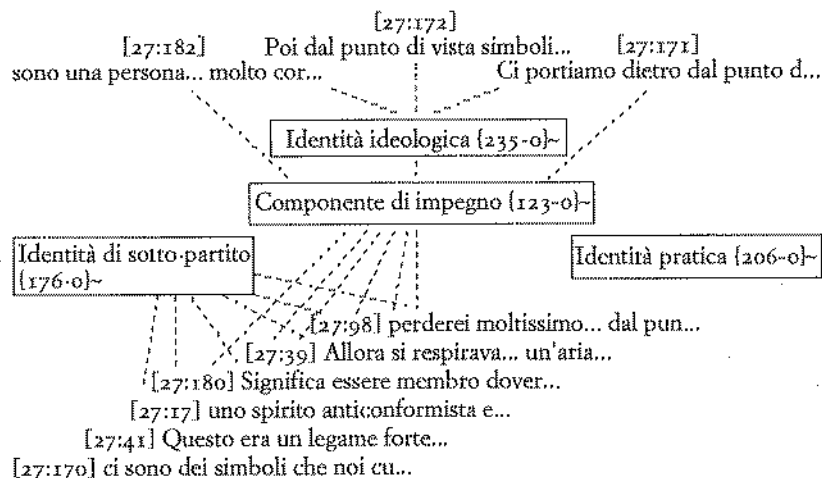 [27:172]
[27:182]
Poi dal punto di vista simboli...
[27:171]
sono una persona... molto cor...
Ci portiamo dietro dal punto d...
Identità ideologica {235-0}~
Componente di impegno {123-0}~
Identità di sotto-partito
{176-0}~
Identità pratica {206-0}~
[27:98] perderei moltissimo... dal pun...
[27:39] Allora si respirava... un'aria...
[27:180] Significa essere membro dover...
[27:17] uno spirito anticonformista e...
[27:41] Questo era un legame forte...
[27:170] ci sono dei simboli che noi cu...